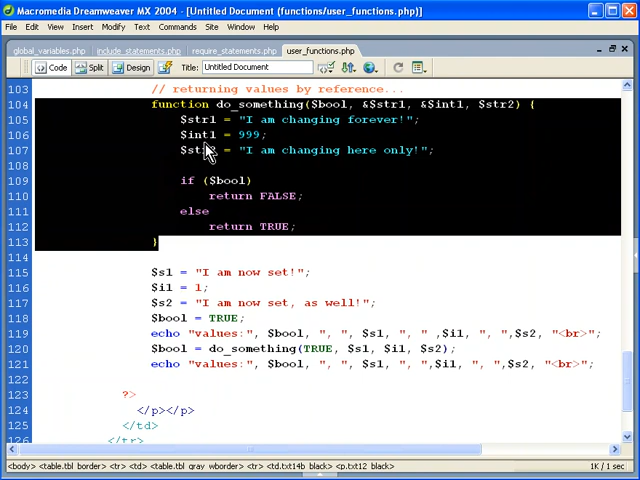 Macromedia Dreamweaver MX 2004 - [Untitled Document (functions/user_functions.php)]
File Edit View Insert Modify Text Commands Site Window Help
global_variables.php include_statements.php require_statements.php user_functions.php
Code Split Design Title: Untitled Document
103 // returning values by reference...
104 function do_something($bool, &$str1, &$int1, $str2) {
105 $str1 = "I am changing forever!";
106 $int1 = 999;
107 = "I am changing here only!";
108
109 if ($bool)
110 return FALSE;
111 else
112 return TRUE;
113 }
114
115 $s1 = "I am now set!";
116 $i1 = 1;
117 $s2 = "I am now set, as well!";
118 $bool = TRUE;
119 echo "values:", $bool, ", ", $s1, ", " ,$i1, ", ",$s2, "<br>";
120 $bool = do_something(TRUE, $s1, $i1, $s2);
121 echo "values:", $bool, ", ", $s1, ", ",$i1, ", ",$s2, "<br>";
122
123 ?>
124 </p></p>
125 </td>
126 </tr>
<body> <table.tbl border> <tr> <td> <table.tbl gray wborder> <tr> <td.txt14b black> <p.txt12 black> 1K / 1 sec